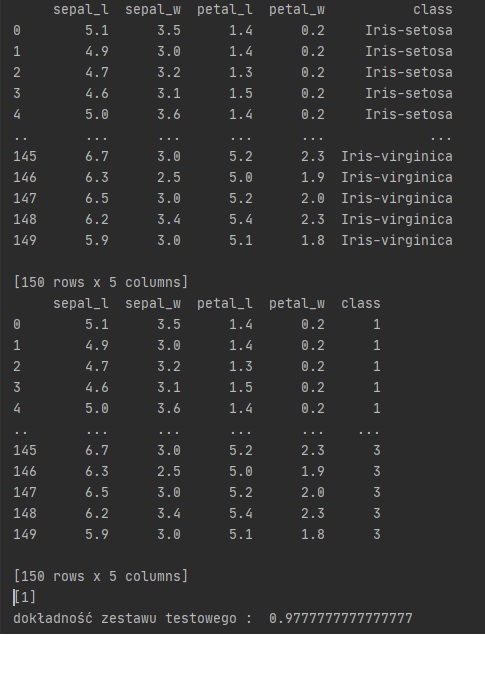 sepal_l sepal_w petal_l petal_w class
0 5.1 3.5 1.4 0.2 Iris-setosa
1 4.9 3.0 1.4 0.2 Iris-setosa
2 4.7 3.2 1.3 0.2 Iris-setosa
3 4.6 3.1 1.5 0.2 Iris-setosa
4 5.0 3.6 1.4 0.2 Iris-setosa
.. ... ... ... ... ...
145 6.7 3.0 5.2 2.3 Iris-virginica
146 6.3 2.5 5.0 1.9 Iris-virginica
147 6.5 3.0 5.2 2.0 Iris-virginica
148 6.2 3.4 5.4 2.3 Iris-virginica
149 5.9 3.0 5.1 1.8 Iris-virginica
[150 rows x 5 columns]
sepal_l sepal_w petal_l petal_w class
0 5.1 3.5 1.4 0.2 1
1 4.9 3.0 1.4 0.2 1
2 4.7 3.2 1.3 0.2 1
3 4.6 3.1 1.5 0.2 1
4 5.0 3.6 1.4 0.2 1
.. ... ... ... ... ...
145 6.7 3.0 5.2 2.3 3
146 6.3 2.5 5.0 1.9 3
147 6.5 3.0 5.2 2.0 3
148 6.2 3.4 5.4 2.3 3
149 5.9 3.0 5.1 1.8 3
[150 rows x 5 columns]
[1]
dokładność zestawu testowego : 0.9777777777777777